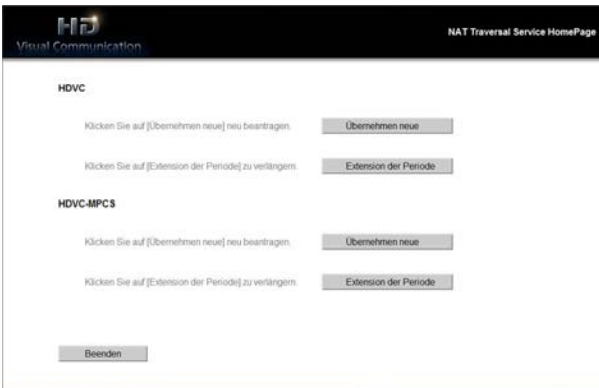 HD
Visual Communication
NAT Traversal Service HomePage
HDVC
Klicken Sie auf [Übernehmen neue] neu beantragen.
Übernehmen neue
Klicken Sie auf [Extension der Periode] zu verlängern.
Extension der Periode
HDVC-MPCS
Klicken Sie auf [Übernehmen neue] neu beantragen.
Übernehmen neue
Klicken Sie auf [Extension der Periode] zu verlängern.
Extension der Periode
Beenden